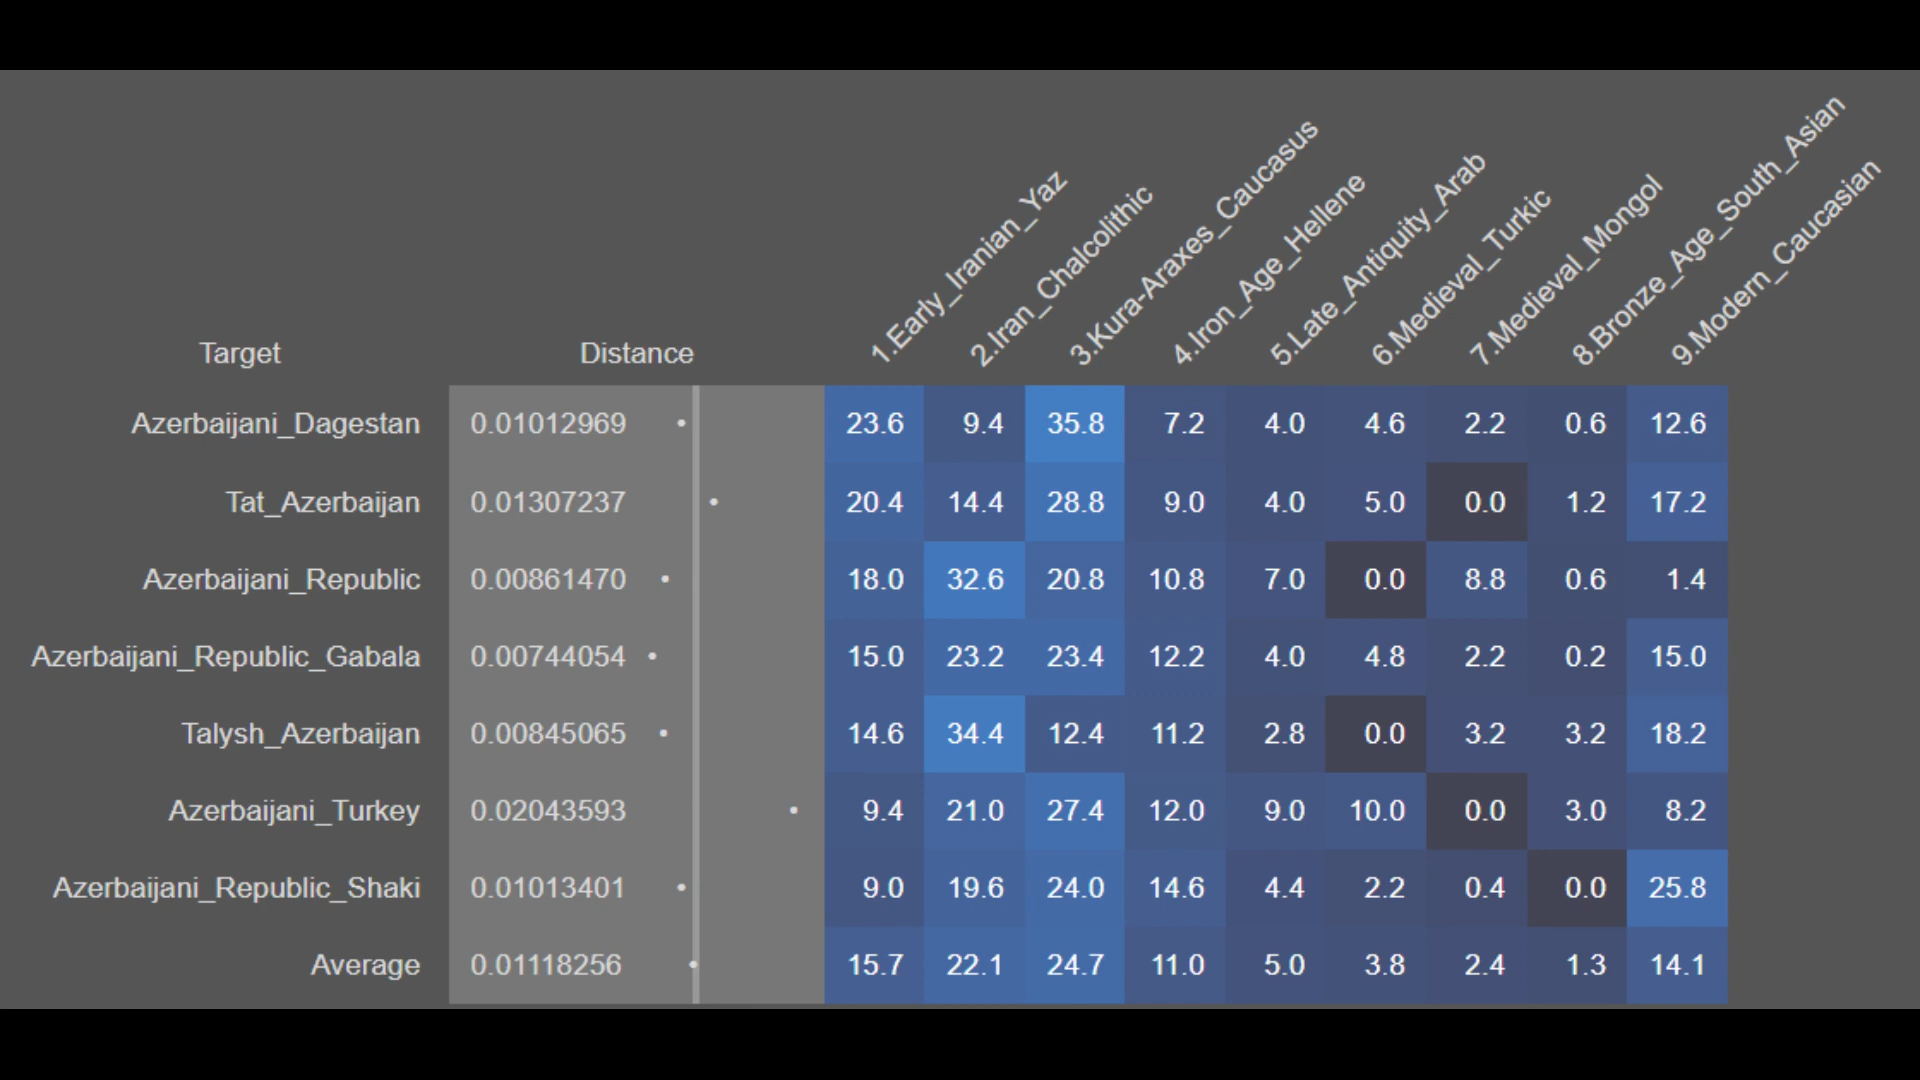 1.Early_Iranian_Yaz
2.Iran_Chalcolithic
3.Kura-Araxes_Caucasus
4.Iron_Age_Hellene
5.Late_Antiquity_Arab
6.Medieval_Turkic
7.Medieval_Mongol
8.Bronze_Age_South_Asian
9.Modern_Caucasian
Target Distance
Azerbaijani_Dagestan 0.01012969 23.6 9.4 35.8 7.2 4.0 4.6 2.2 0.6 12.6
Tat_Azerbaijan 0.01307237 20.4 14.4 28.8 9.0 4.0 5.0 0.0 1.2 17.2
Azerbaijani_Republic 0.00861470 18.0 32.6 20.8 10.8 7.0 0.0 8.8 0.6 1.4
Azerbaijani_Republic_Gabala 0.00744054 15.0 23.2 23.4 12.2 4.0 4.8 2.2 0.2 15.0
Talysh_Azerbaijan 0.00845065 14.6 34.4 12.4 11.2 2.8 0.0 3.2 3.2 18.2
Azerbaijani_Turkey 0.02043593 9.4 21.0 27.4 12.0 9.0 10.0 0.0 3.0 8.2
Azerbaijani_Republic_Shaki 0.01013401 9.0 19.6 24.0 14.6 4.4 2.2 0.4 0.0 25.8
Average 0.01118256 15.7 22.1 24.7 11.0 5.0 3.8 2.4 1.3 14.1